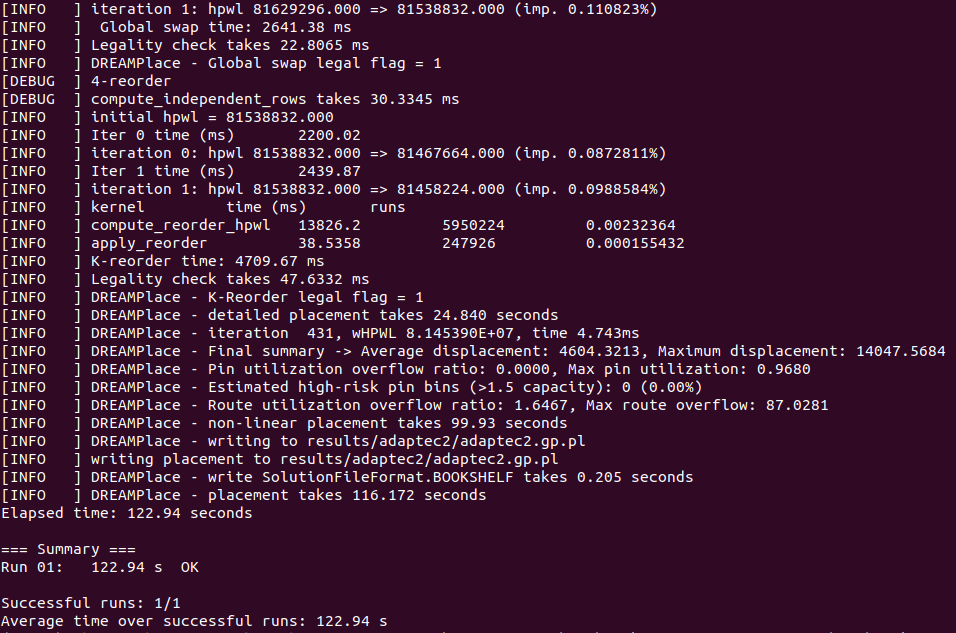 [INFO   ] iteration 1: hpwl 81629296.000 => 81538832.000 (imp. 0.110823%)
[INFO   ]  Global swap time: 2641.38 ms
[INFO   ] Legality check takes 22.8065 ms
[INFO   ] DREAMPlace - Global swap legal flag = 1
[DEBUG  ] 4-reorder
[DEBUG  ] compute_independent_rows takes 30.3345 ms
[INFO   ] initial hpwl = 81538832.000
[INFO   ] Iter 0 time (ms)       2200.02
[INFO   ] iteration 0: hpwl 81538832.000 => 81467664.000 (imp. 0.0872811%)
[INFO   ] Iter 1 time (ms)       2439.87
[INFO   ] iteration 1: hpwl 81538832.000 => 81458224.000 (imp. 0.0988584%)
[INFO   ] kernel         time (ms)       runs
[INFO   ] compute_reorder_hpwl   13826.2         5950224         0.00232364
[INFO   ] apply_reorder          38.5358         247926          0.000155432
[INFO   ] K-reorder time: 4709.67 ms
[INFO   ] Legality check takes 47.6332 ms
[INFO   ] DREAMPlace - K-Reorder legal flag = 1
[INFO   ] DREAMPlace - detailed placement takes 24.840 seconds
[INFO   ] DREAMPlace - iteration  431, wHPWL 8.145390E+07, time 4.743ms
[INFO   ] DREAMPlace - Final summary -> Average displacement: 4604.3213, Maximum displacement: 14047.5684
[INFO   ] DREAMPlace - Pin utilization overflow ratio: 0.0000, Max pin utilization: 0.9680
[INFO   ] DREAMPlace - Estimated high-risk pin bins (>1.5 capacity): 0 (0.00%)
[INFO   ] DREAMPlace - Route utilization overflow ratio: 1.6467, Max route overflow: 87.0281
[INFO   ] DREAMPlace - non-linear placement takes 99.93 seconds
[INFO   ] DREAMPlace - writing to results/adaptec2/adaptec2.gp.pl
[INFO   ] writing placement to results/adaptec2/adaptec2.gp.pl
[INFO   ] DREAMPlace - write SolutionFileFormat.BOOKSHELF takes 0.205 seconds
[INFO   ] DREAMPlace - placement takes 116.172 seconds
Elapsed time: 122.94 seconds
=== Summary ===
Run 01:   122.94 s  OK
Successful runs: 1/1
Average time over successful runs: 122.94 s